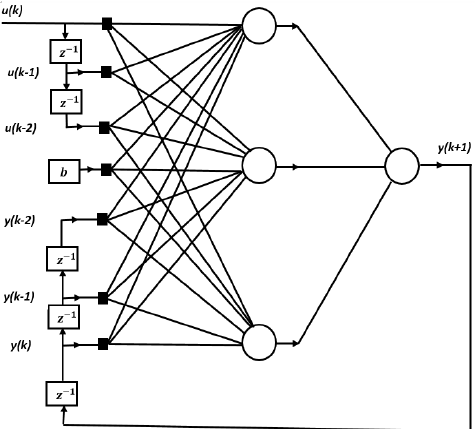 u(k)
z⁻¹
u(k-1)
z⁻¹
u(k-2)
b
y(k-2)
z⁻¹
y(k-1)
z⁻¹
y(k)
z⁻¹
y(k+1)